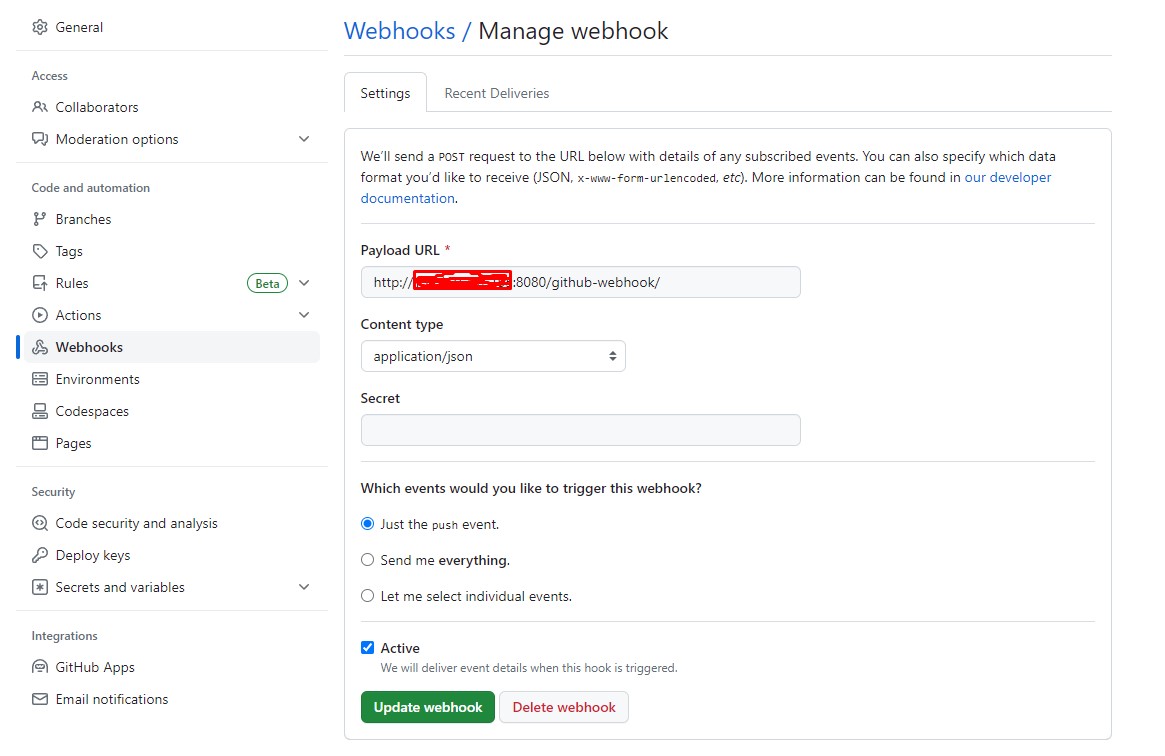 General
Access
Collaborators
Moderation options
Code and automation
Branches
Tags
Rules Beta
Actions
Webhooks
Environments
Codespaces
Pages
Security
Code security and analysis
Deploy keys
Secrets and variables
Integrations
GitHub Apps
Email notifications
Webhooks / Manage webhook
Settings Recent Deliveries
We’ll send a POST request to the URL below with details of any subscribed events. You can also specify which data
format you’d like to receive (JSON, x-www-form-urlencoded, etc). More information can be found in our developer
documentation.
Payload URL *
http:// :8080/github-webhook/
Content type
application/json
Secret
Which events would you like to trigger this webhook?
Just the push event.
Send me everything.
Let me select individual events.
Active
We will deliver event details when this hook is triggered.
Update webhook Delete webhook